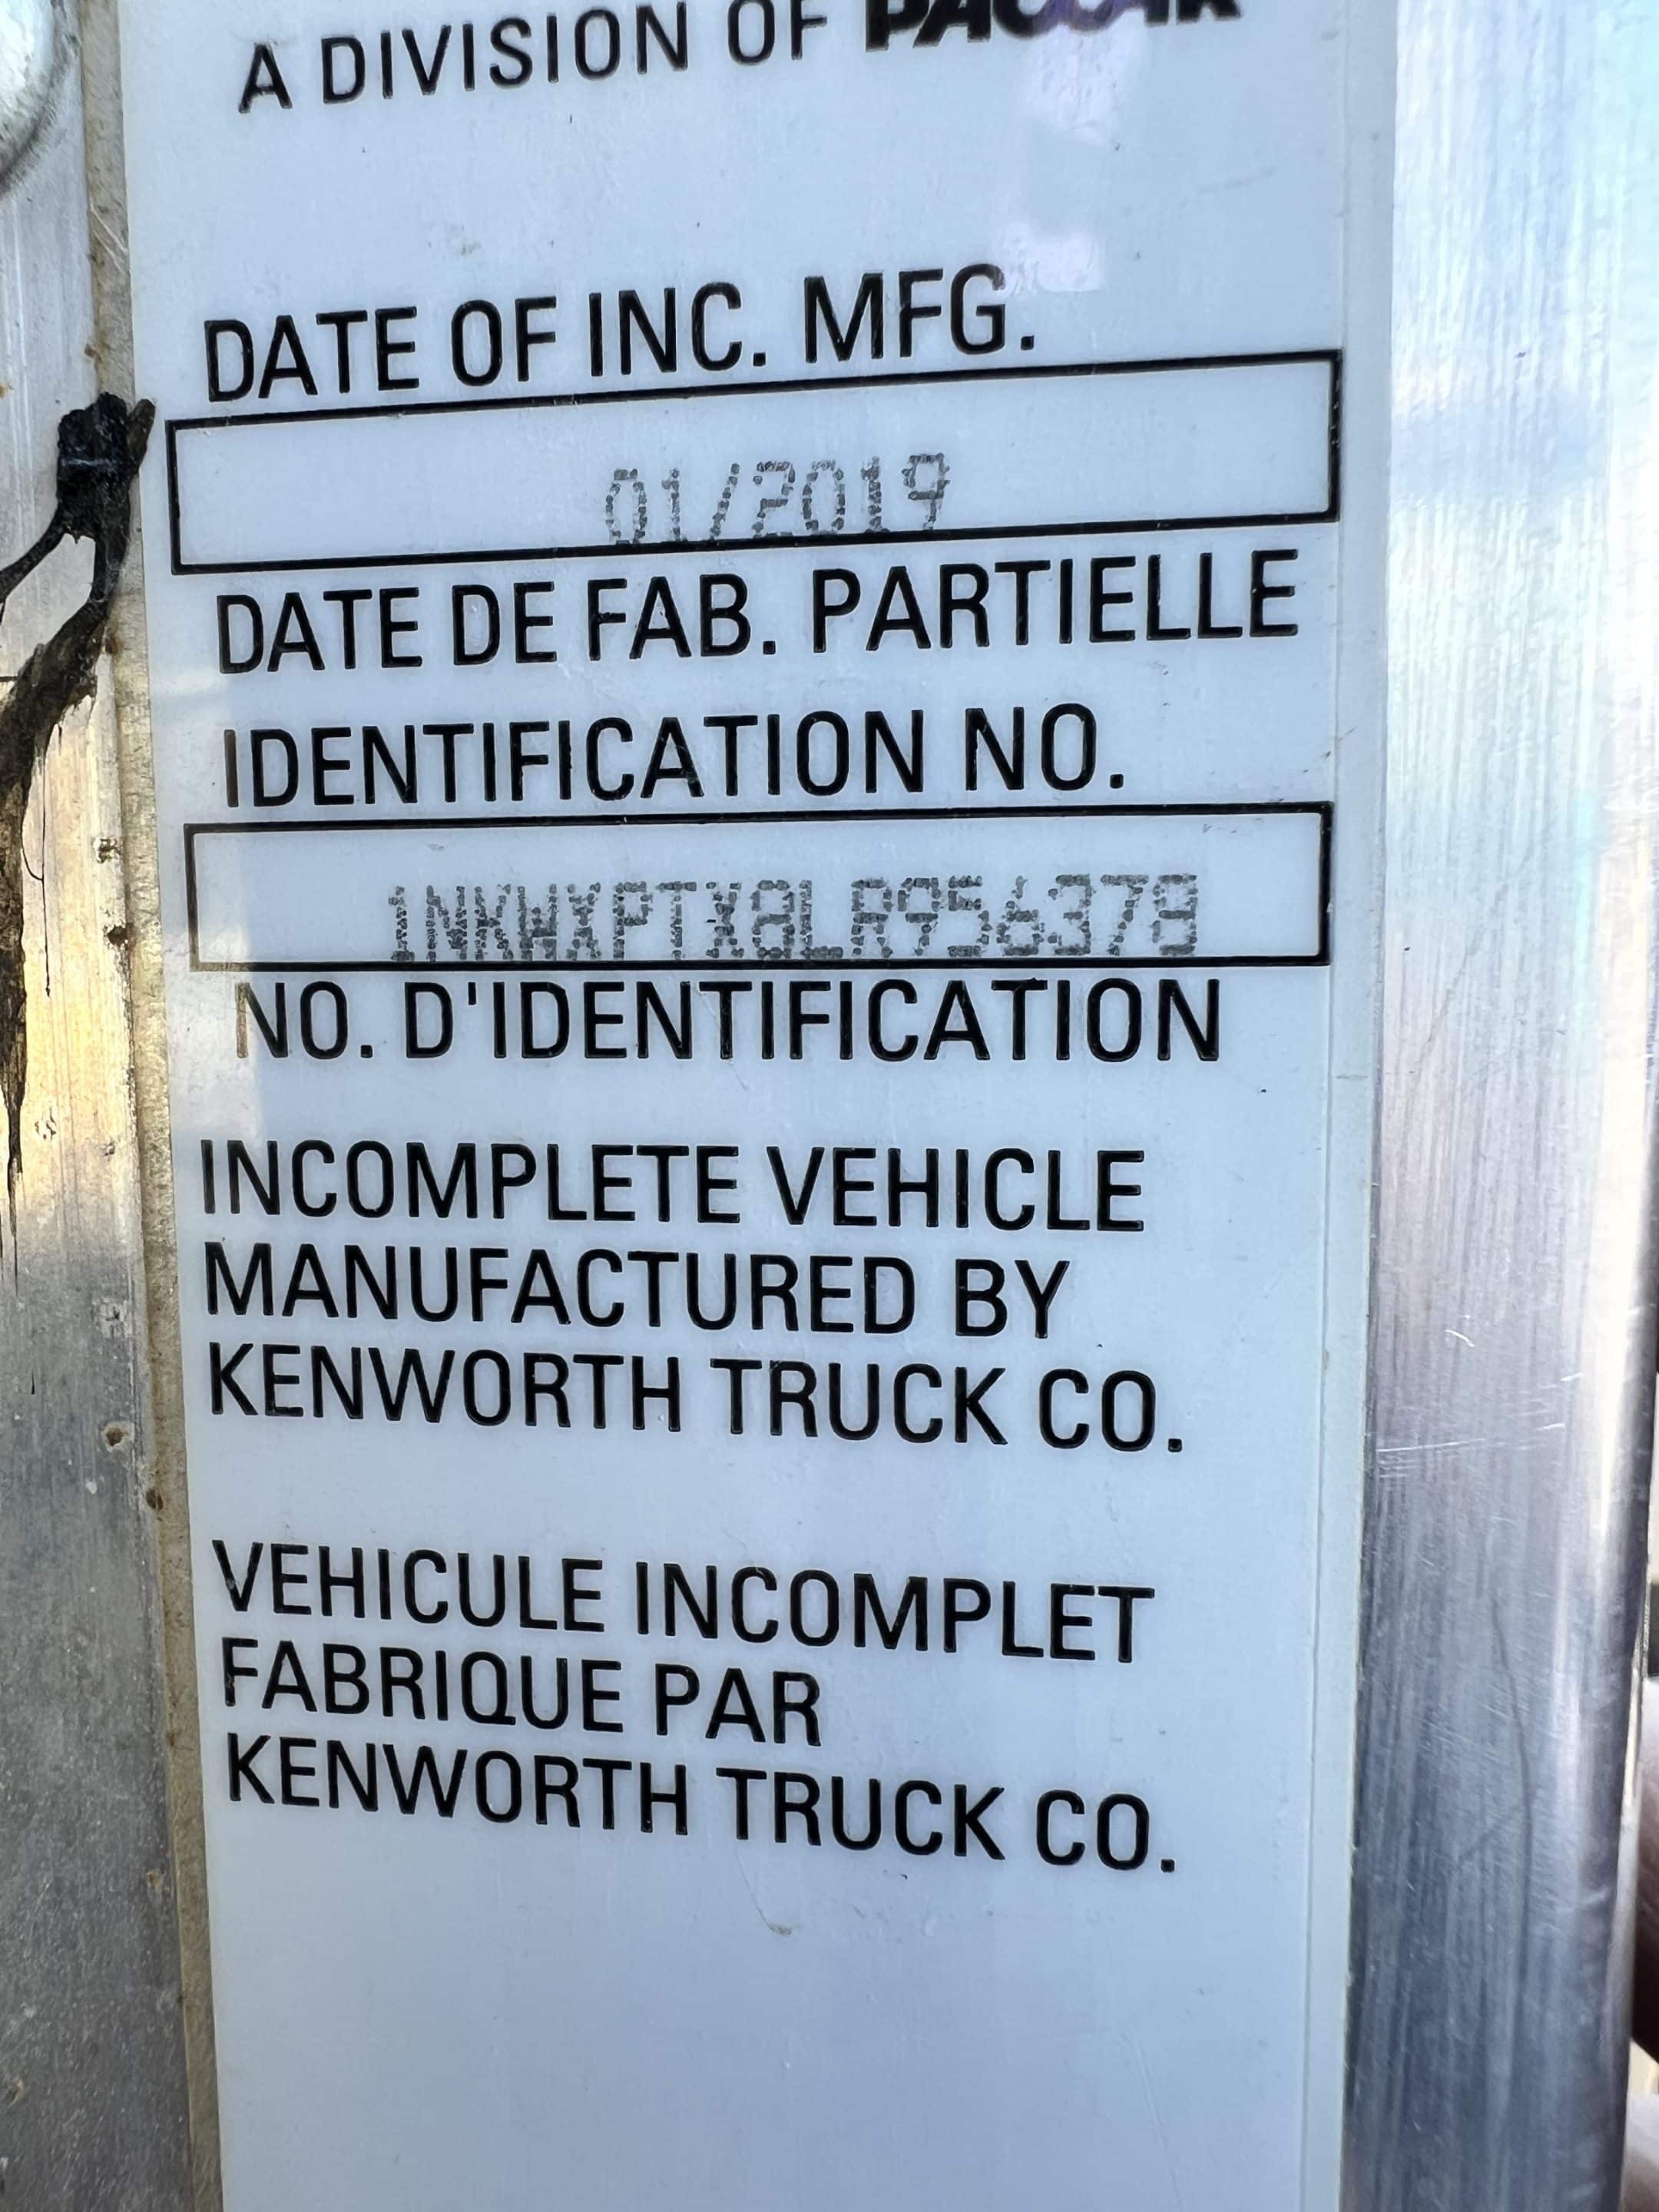 A DIVISION OF PACCAR
DATE OF INC. MFG.
01/2019
DATE DE FAB. PARTIELLE
IDENTIFICATION NO.
1NKWXPTX8LR956378
NO. D'IDENTIFICATION
INCOMPLETE VEHICLE
MANUFACTURED BY
KENWORTH TRUCK CO.
VEHICULE INCOMPLET
FABRIQUE PAR
KENWORTH TRUCK CO.